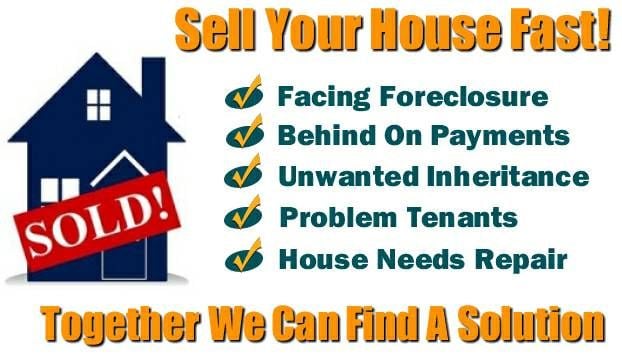 Sell Your House Fast!
Facing Foreclosure
Behind On Payments
Unwanted Inheritance
Problem Tenants
House Needs Repair
SOLD!
Together We Can Find A Solution